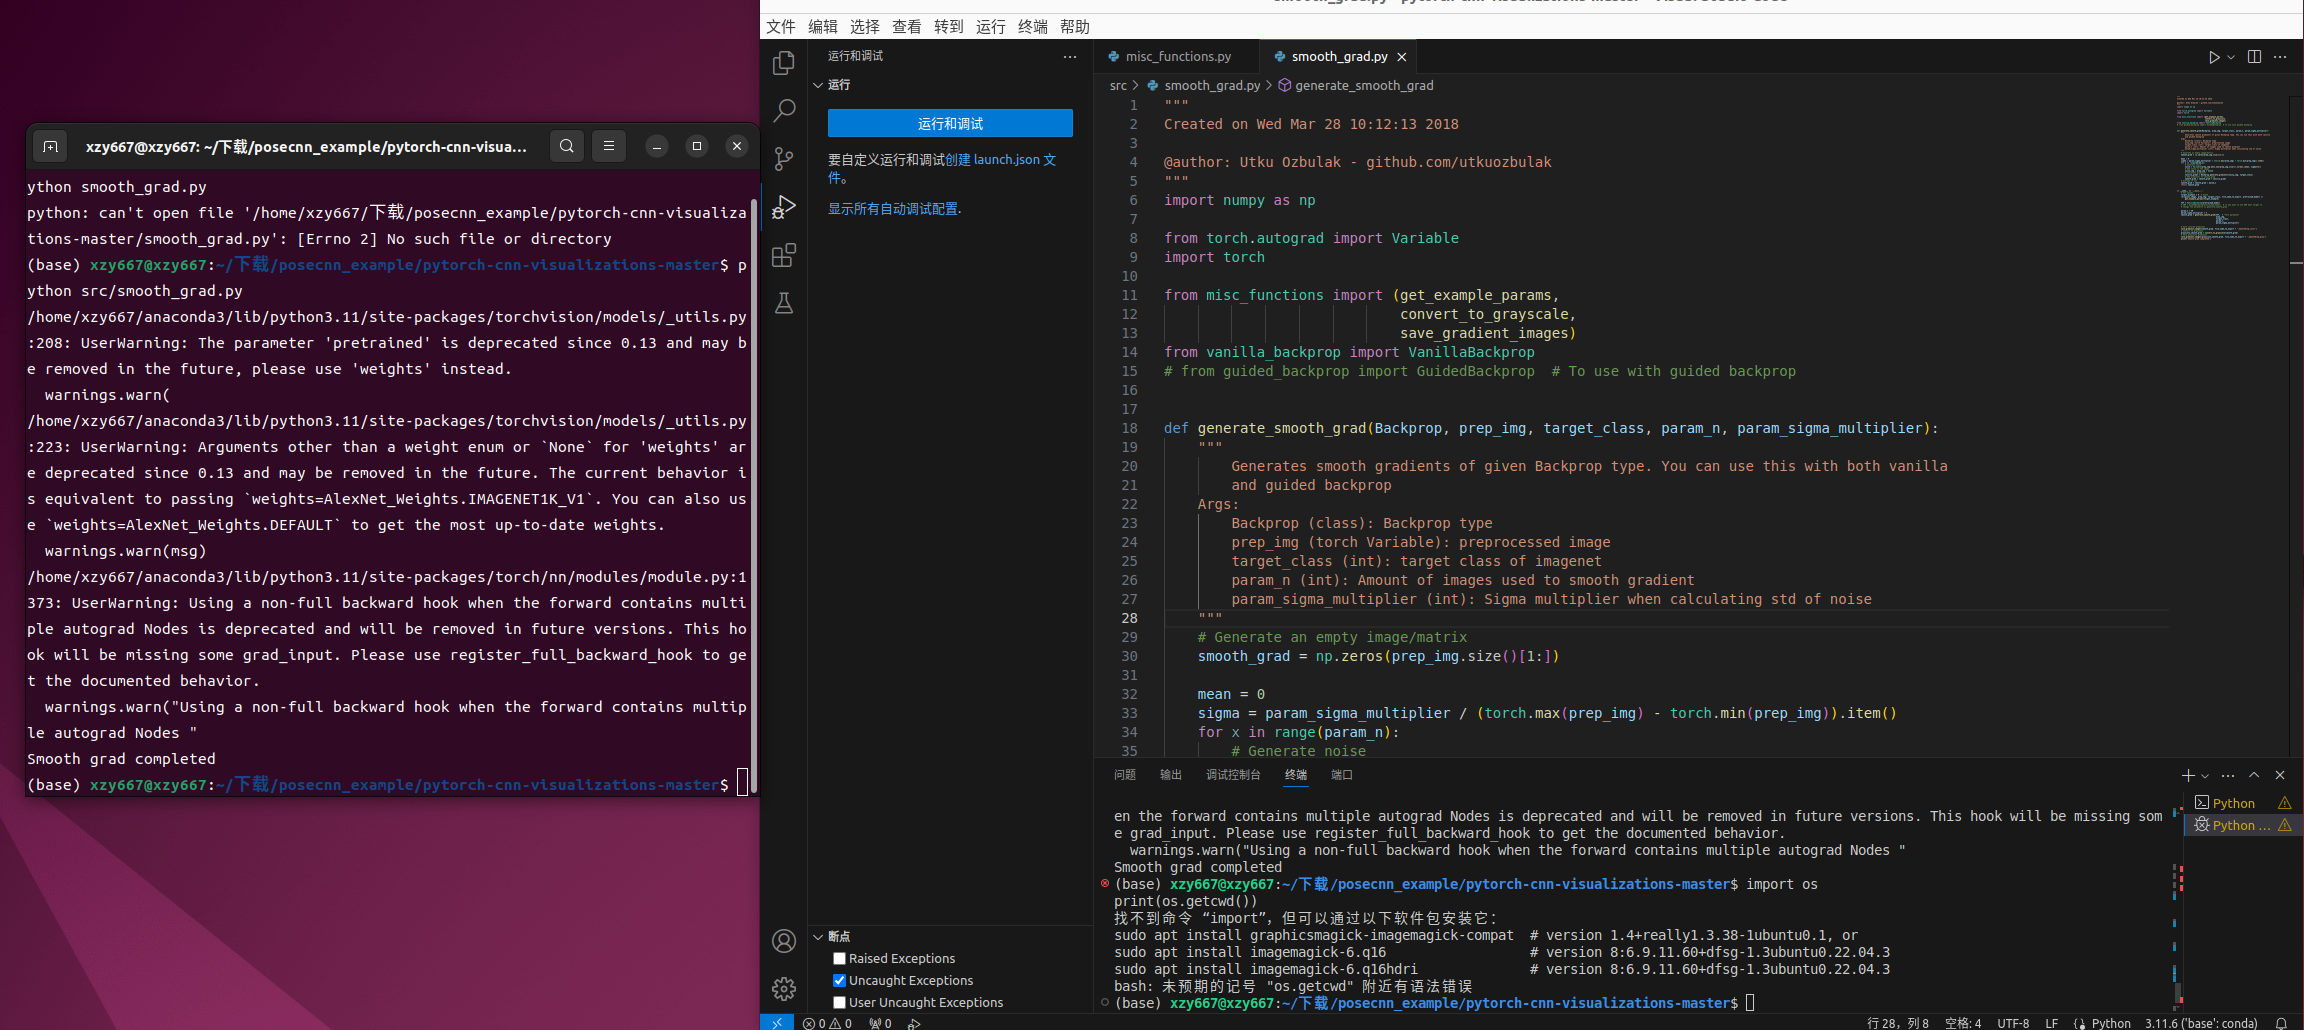 xzy667@xzy667: ~/下载/posecnn_example/pytorch-cnn-visua...
ython smooth_grad.py
python: can't open file '/home/xzy667/下载/posecnn_example/pytorch-cnn-visualiza
tions-master/smooth_grad.py': [Errno 2] No such file or directory
(base) xzy667@xzy667:~/下载/posecnn_example/pytorch-cnn-visualizations-master$ p
ython src/smooth_grad.py
/home/xzy667/anaconda3/lib/python3.11/site-packages/torchvision/models/_utils.py
:208: UserWarning: The parameter 'pretrained' is deprecated since 0.13 and may b
e removed in the future, please use 'weights' instead.
  warnings.warn(
/home/xzy667/anaconda3/lib/python3.11/site-packages/torchvision/models/_utils.py
:223: UserWarning: Arguments other than a weight enum or `None` for 'weights' ar
e deprecated since 0.13 and may be removed in the future. The current behavior i
s equivalent to passing `weights=AlexNet_Weights.IMAGENET1K_V1`. You can also us
e `weights=AlexNet_Weights.DEFAULT` to get the most up-to-date weights.
  warnings.warn(msg)
/home/xzy667/anaconda3/lib/python3.11/site-packages/torch/nn/modules/module.py:1
373: UserWarning: Using a non-full backward hook when the forward contains multi
ple autograd Nodes is deprecated and will be removed in future versions. This ho
ok will be missing some grad_input. Please use register_full_backward_hook to ge
t the documented behavior.
  warnings.warn("Using a non-full backward hook when the forward contains multip
le autograd Nodes "
Smooth grad completed
(base) xzy667@xzy667:~/下载/posecnn_example/pytorch-cnn-visualizations-master$
文件 编辑 选择 查看 转到 运行 终端 帮助
运行和调试
运行
运行和调试
要自定义运行和调试创建 launch.json 文
件。
显示所有自动调试配置.
断点
Raised Exceptions
Uncaught Exceptions
User Uncaught Exceptions
misc_functions.py
smooth_grad.py
src > smooth_grad.py > generate_smooth_grad
1 """
2 Created on Wed Mar 28 10:12:13 2018
3
4 @author: Utku Ozbulak - github.com/utkuozbulak
5 """
6 import numpy as np
7
8 from torch.autograd import Variable
9 import torch
10
11 from misc_functions import (get_example_params,
12                             convert_to_grayscale,
13                             save_gradient_images)
14 from vanilla_backprop import VanillaBackprop
15 # from guided_backprop import GuidedBackprop  # To use with guided backprop
16
17
18 def generate_smooth_grad(Backprop, prep_img, target_class, param_n, param_sigma_multiplier):
19     """
20         Generates smooth gradients of given Backprop type. You can use this with both vanilla
21         and guided backprop
22     Args:
23         Backprop (class): Backprop type
24         prep_img (torch Variable): preprocessed image
25         target_class (int): target class of imagenet
26         param_n (int): Amount of images used to smooth gradient
27         param_sigma_multiplier (int): Sigma multiplier when calculating std of noise
28     """
29     # Generate an empty image/matrix
30     smooth_grad = np.zeros(prep_img.size()[1:])
31
32     mean = 0
33     sigma = param_sigma_multiplier / (torch.max(prep_img) - torch.min(prep_img)).item()
34     for x in range(param_n):
35         # Generate noise
问题 输出 调试控制台 终端 端口
en the forward contains multiple autograd Nodes is deprecated and will be removed in future versions. This hook will be missing som
e grad_input. Please use register_full_backward_hook to get the documented behavior.
  warnings.warn("Using a non-full backward hook when the forward contains multiple autograd Nodes "
Smooth grad completed
(base) xzy667@xzy667:~/下载/posecnn_example/pytorch-cnn-visualizations-master$ import os
print(os.getcwd())
找不到命令 “import”，但可以通过以下软件包安装它：
sudo apt install graphicsmagick-imagemagick-compat  # version 1.4+really1.3.38-1ubuntu0.1, or
sudo apt install imagemagick-6.q16                 # version 8:6.9.11.60+dfsg-1.3ubuntu0.22.04.3
sudo apt install imagemagick-6.q16hdri             # version 8:6.9.11.60+dfsg-1.3ubuntu0.22.04.3
bash: 未预期的记号 "os.getcwd" 附近有语法错误
(base) xzy667@xzy667:~/下载/posecnn_example/pytorch-cnn-visualizations-master$
Python
Python ...
0 0 0
行 28，列 8 空格: 4 UTF-8 LF Python 3.11.6 ('base': conda)